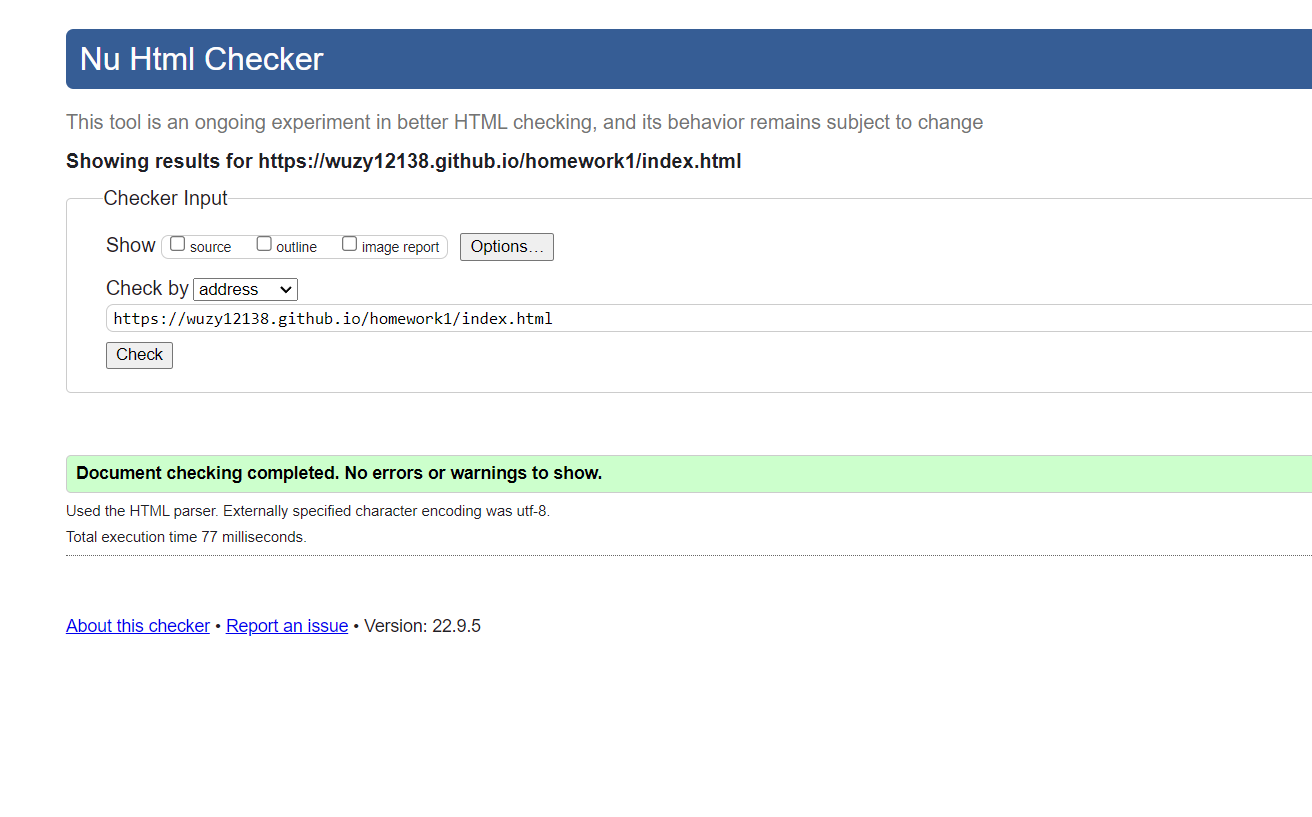 Nu Html Checker
This tool is an ongoing experiment in better HTML checking, and its behavior remains subject to change
Showing results for https://wuzy12138.github.io/homework1/index.html
Checker Input
Show source outline image report Options...
Check by address
https://wuzy12138.github.io/homework1/index.html
Check
Document checking completed. No errors or warnings to show.
Used the HTML parser. Externally specified character encoding was utf-8.
Total execution time 77 milliseconds.
About this checker • Report an issue • Version: 22.9.5